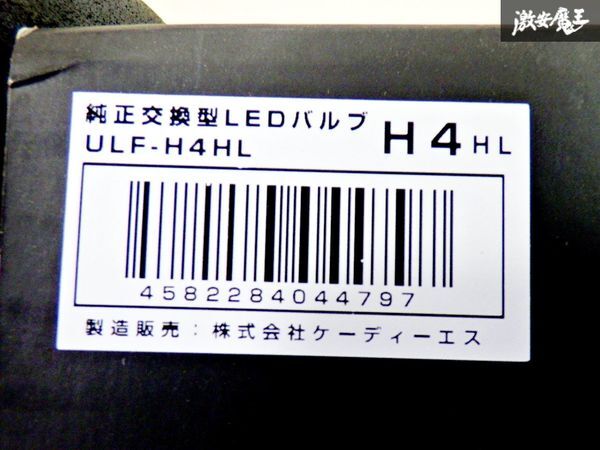 激安魔王
純正交換型LEDバルブ
ULF-H4HL
H4HL
4582284044797
製造販売：株式会社ケーディーエス